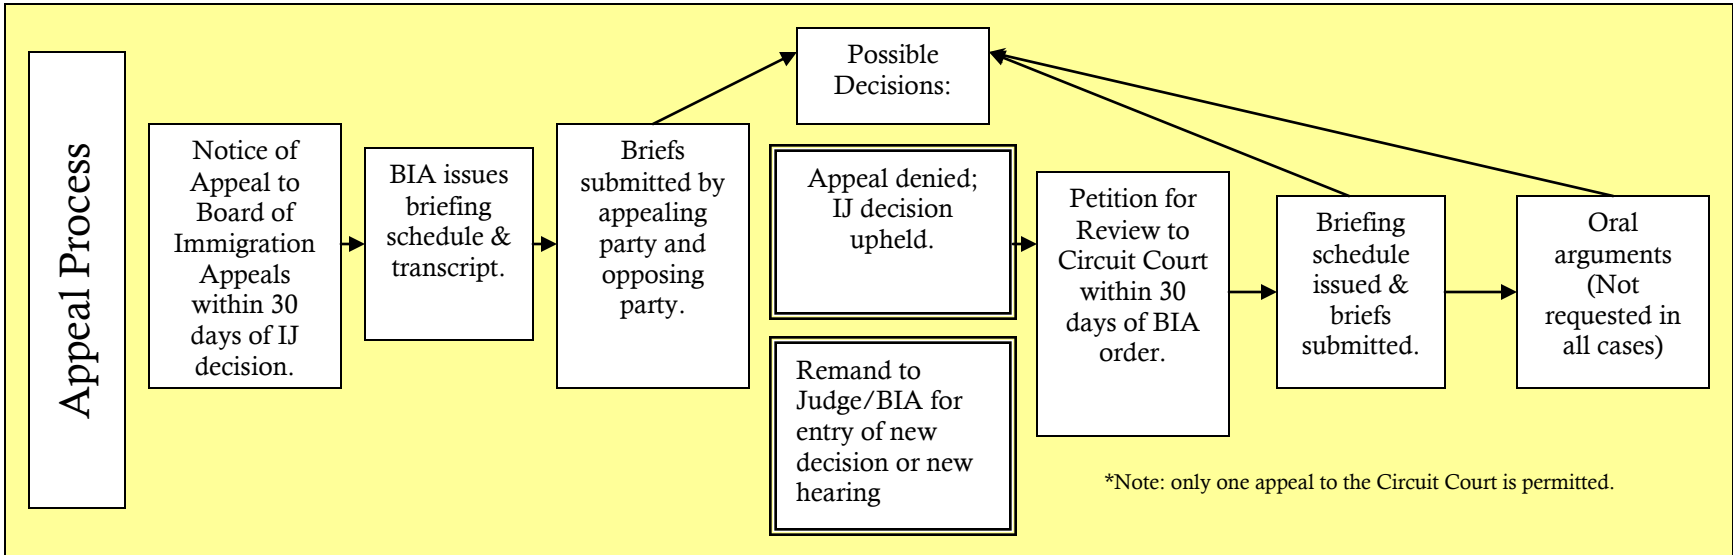 Appeal Process
Notice of
Appeal to
Board of
Immigration
Appeals
within 30
days of IJ
decision.
BIA issues
briefing
schedule &
transcript.
Briefs
submitted by
appealing
party and
opposing
party.
Possible
Decisions:
Appeal denied;
IJ decision
upheld.
Remand to
Judge/BIA for
entry of new
decision or new
hearing
Petition for
Review to
Circuit Court
within 30
days of BIA
order.
Briefing
schedule
issued &
briefs
submitted.
Oral
arguments
(Not
requested in
all cases)
*Note: only one appeal to the Circuit Court is permitted.